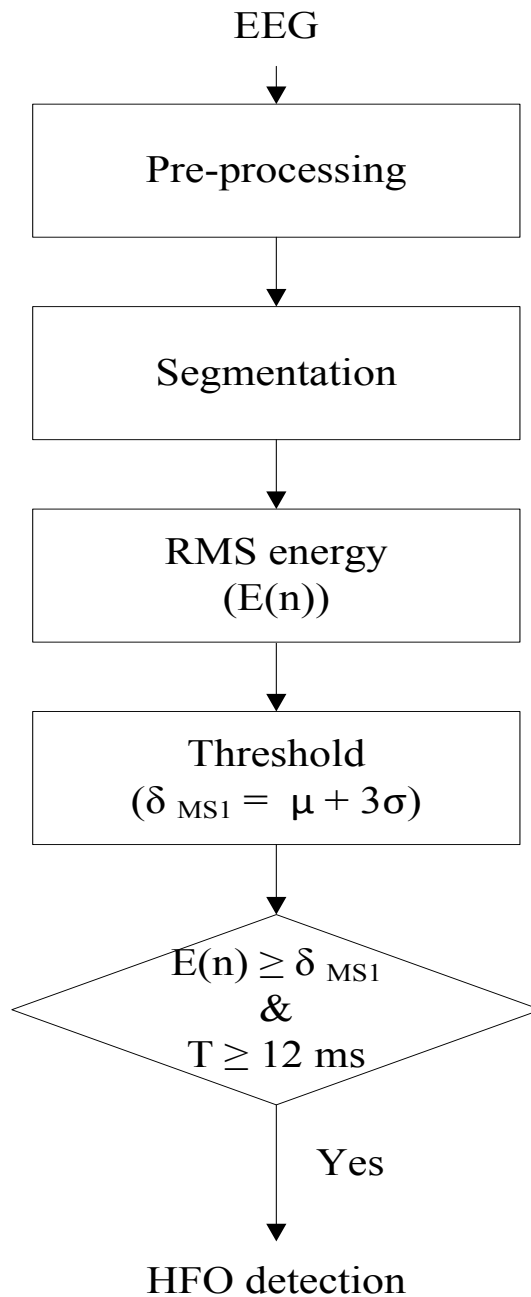 EEG
Pre-processing
Segmentation
RMS energy
(E(n))
Threshold
(δ MS1 = μ + 3σ)
E(n) ≥ δ MS1
&
T ≥ 12 ms
Yes
HFO detection